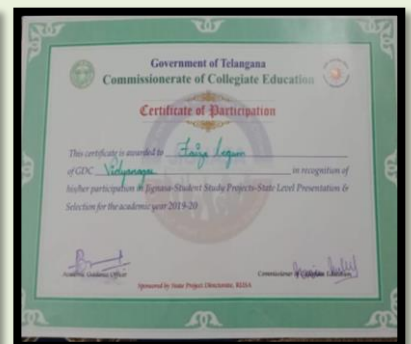 Government of Telangana
Commissionerate of Collegiate Education
Certificate of Participation
This certificate is awarded to Faiza begum
of GDC Vidyanagar in recognition of
his/her participation in Jignasa-Student Study Projects-State Level Presentation &
Selection for the academic year 2019-20
Academic Guidance Officer
Commissioner of Collegiate Education
Sponsored by State Project Directorate, RUSA